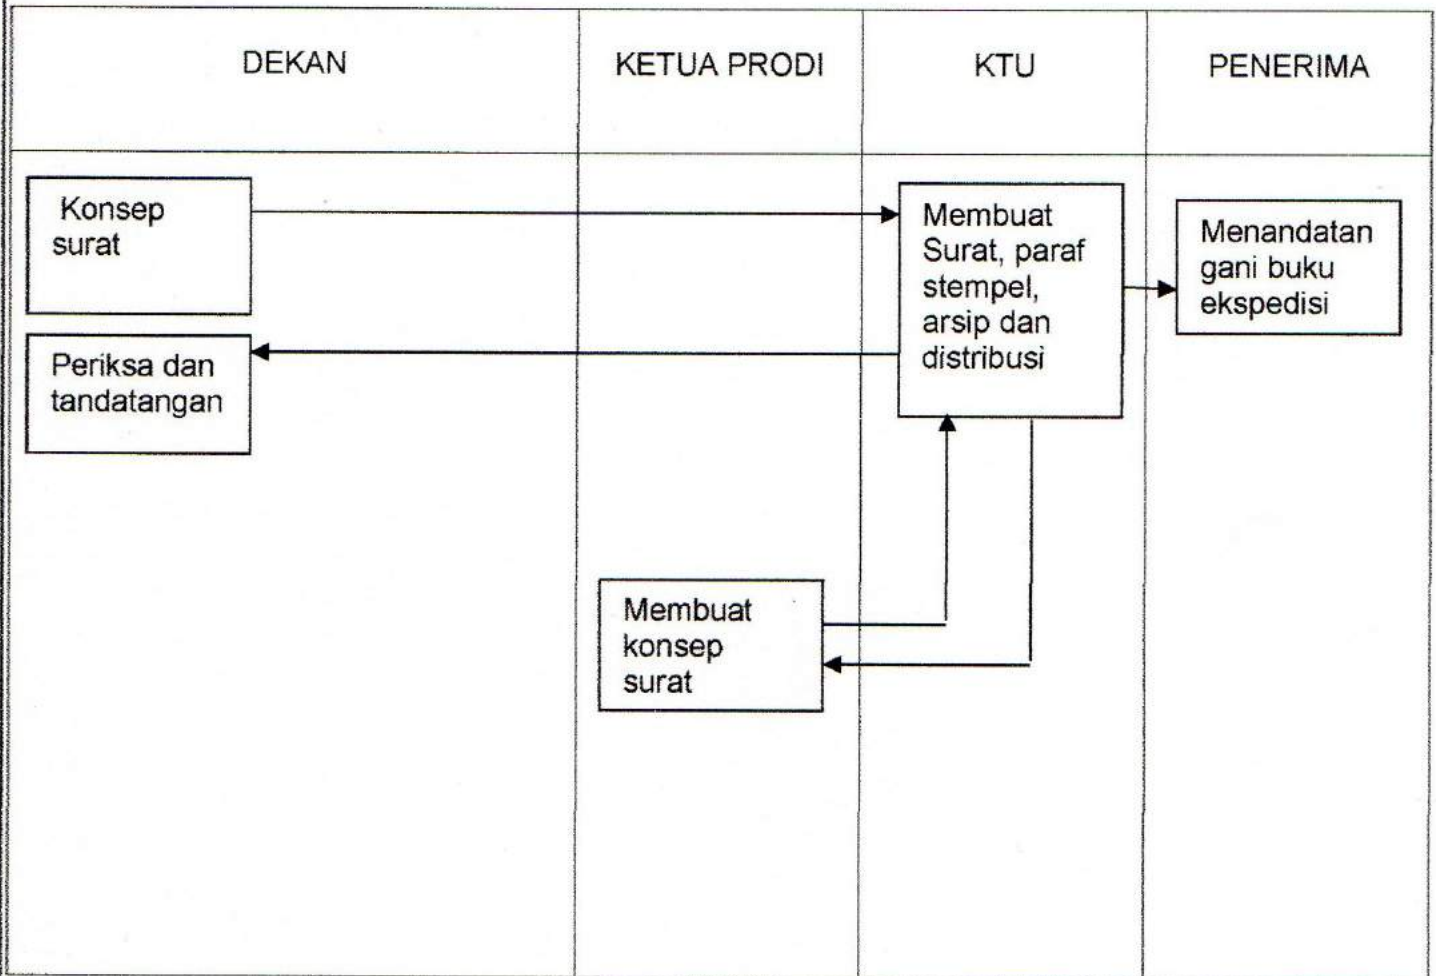 DEKAN
KETUA PRODI
KTU
PENERIMA
Konsep
surat
Periksa dan
tandatangan
Membuat
konsep
surat
Membuat
Surat, paraf
stempel,
arsip dan
distribusi
Menandatan
gani buku
ekspedisi